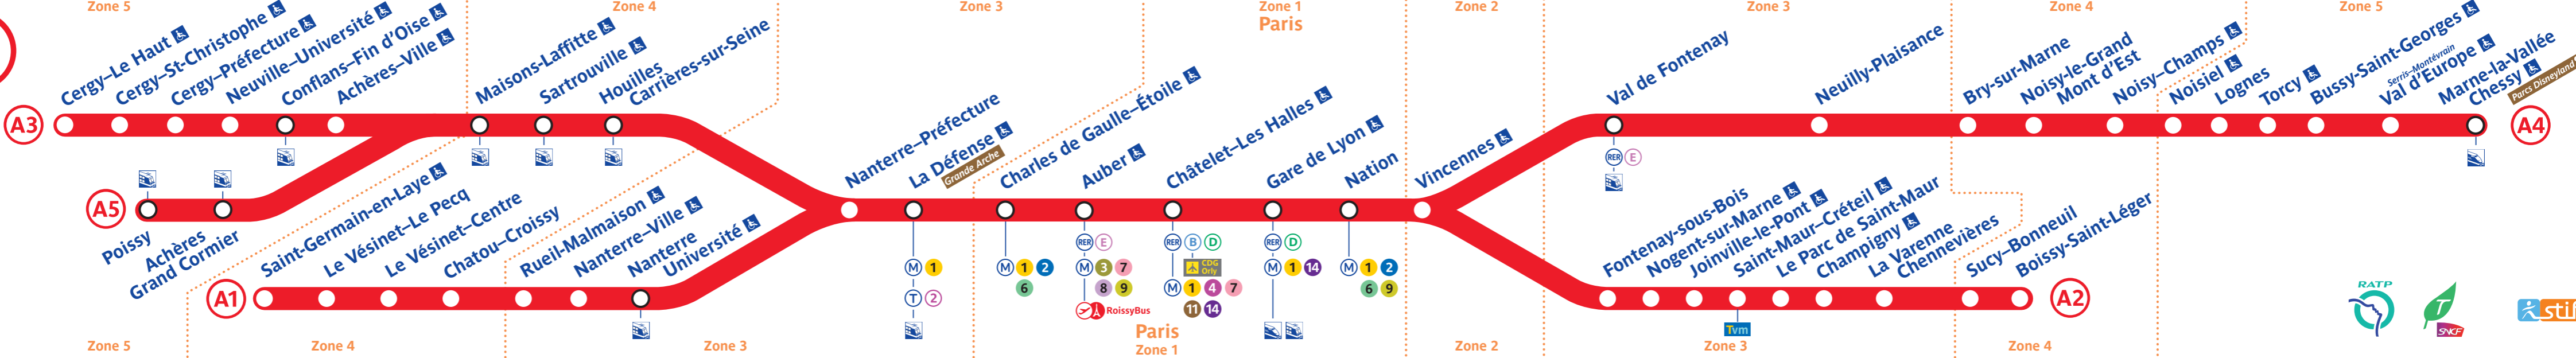 Zone 5
Zone 4
Zone 3
Zone 1
Paris
Zone 2
Zone 3
Zone 4
Zone 5
A3
Cergy–Le Haut
Cergy–St-Christophe
Cergy–Préfecture
Neuville–Université
Conflans–Fin d'Oise
Achères–Ville
Maisons-Laffitte
Sartrouville
Houilles
Carrières-sur-Seine
A5
Poissy
Achères
Grand Cormier
A1
Saint-Germain-en-Laye
Le Vésinet–Le Pecq
Le Vésinet–Centre
Chatou–Croissy
Rueil-Malmaison
Nanterre–Ville
Nanterre
Université
Nanterre–Préfecture
La Défense
Grande Arche
M 1
T 2
Charles de Gaulle–Étoile
M 1 2
6
Auber
RER E
M 3 7
8 9
RoissyBus
Châtelet–Les Halles
RER B D
CDG
Orly
M 1 4 7
11 14
Gare de Lyon
RER D
M 1 14
Nation
M 1 2
6 9
Vincennes
Val de Fontenay
RER E
Neuilly-Plaisance
Bry-sur-Marne
Noisy-le-Grand
Mont d'Est
Noisy–Champs
Noisiel
Lognes
Torcy
Bussy-Saint-Georges
Serris–Montévrain
Val d'Europe
Marne-la-Vallée
Chessy
Parcs Disneyland
A4
Fontenay-sous-Bois
Nogent-sur-Marne
Joinville-le-Pont
Saint-Maur–Créteil
Tvm
Le Parc de Saint-Maur
Champigny
La Varenne
Chennevières
Sucy–Bonneuil
Boissy-Saint-Léger
A2
RATP
T
SNCF
stif
Zone 5
Zone 4
Zone 3
Paris
Zone 1
Zone 2
Zone 3
Zone 4